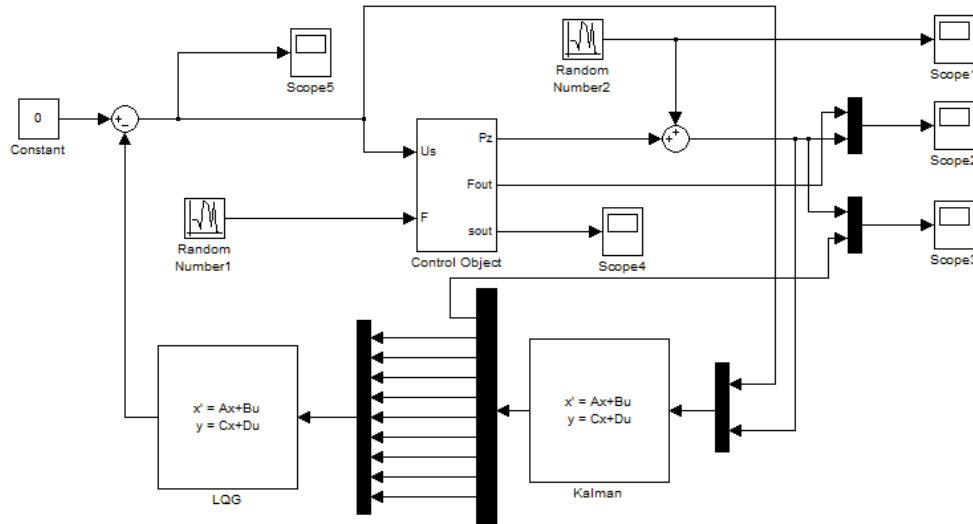 Scope5
Random
Number2
Scope1
0
Constant
Us
F
Pz
Fout
sout
Control Object
Scope2
Random
Number1
Scope4
Scope3
x' = Ax+Bu
y = Cx+Du
LQG
x' = Ax+Bu
y = Cx+Du
Kalman